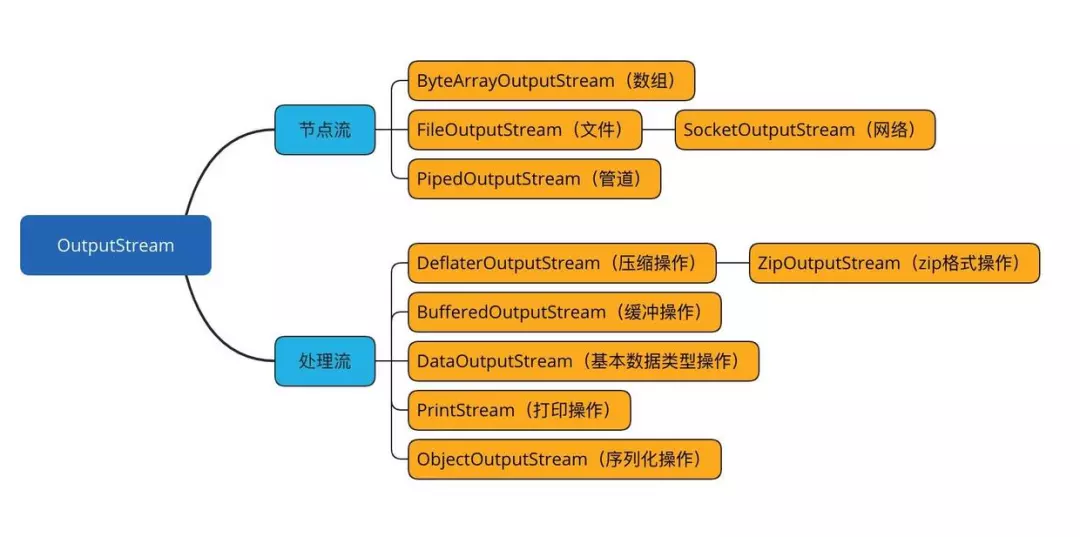 OutputStream
节点流
ByteArrayOutputStream（数组）
FileOutputStream（文件）
SocketOutputStream（网络）
PipedOutputStream（管道）
处理流
DeflaterOutputStream（压缩操作）
ZipOutputStream（zip格式操作）
BufferedOutputStream（缓冲操作）
DataOutputStream（基本数据类型操作）
PrintStream（打印操作）
ObjectOutputStream（序列化操作）